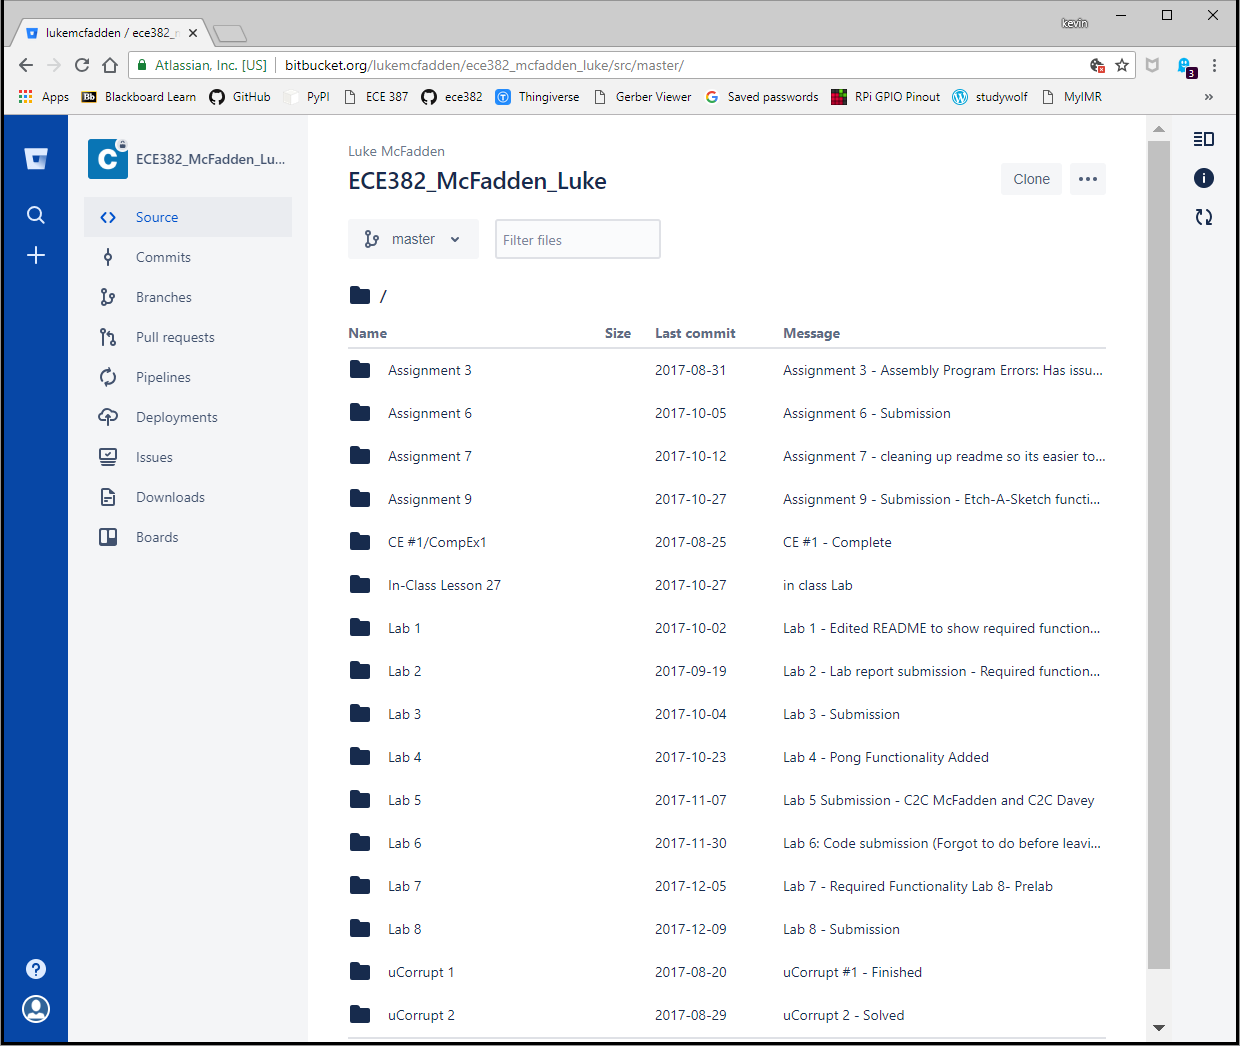 lukemcfadden / ece382_n
kevin
Atlassian, Inc. [US] bitbucket.org/lukemcfadden/ece382_mcfadden_luke/src/master/
3
Apps Bb Blackboard Learn GitHub PyPI ECE 387 ece382 Thingiverse Gerber Viewer G Saved passwords RPi GPIO Pinout studywolf MyIMR »
C ECE382_McFadden_Lu...
Source
Commits
Branches
Pull requests
Pipelines
Deployments
Issues
Downloads
Boards
Luke McFadden
ECE382_McFadden_Luke
Clone
master Filter files
/
Name Size Last commit Message
Assignment 3 2017-08-31 Assignment 3 - Assembly Program Errors: Has issu...
Assignment 6 2017-10-05 Assignment 6 - Submission
Assignment 7 2017-10-12 Assignment 7 - cleaning up readme so its easier to...
Assignment 9 2017-10-27 Assignment 9 - Submission - Etch-A-Sketch functi...
CE #1/CompEx1 2017-08-25 CE #1 - Complete
In-Class Lesson 27 2017-10-27 in class Lab
Lab 1 2017-10-02 Lab 1 - Edited README to show required function...
Lab 2 2017-09-19 Lab 2 - Lab report submission - Required function...
Lab 3 2017-10-04 Lab 3 - Submission
Lab 4 2017-10-23 Lab 4 - Pong Functionality Added
Lab 5 2017-11-07 Lab 5 Submission - C2C McFadden and C2C Davey
Lab 6 2017-11-30 Lab 6: Code submission (Forgot to do before leavi...
Lab 7 2017-12-05 Lab 7 - Required Functionality Lab 8- Prelab
Lab 8 2017-12-09 Lab 8 - Submission
uCorrupt 1 2017-08-20 uCorrupt #1 - Finished
uCorrupt 2 2017-08-29 uCorrupt 2 - Solved